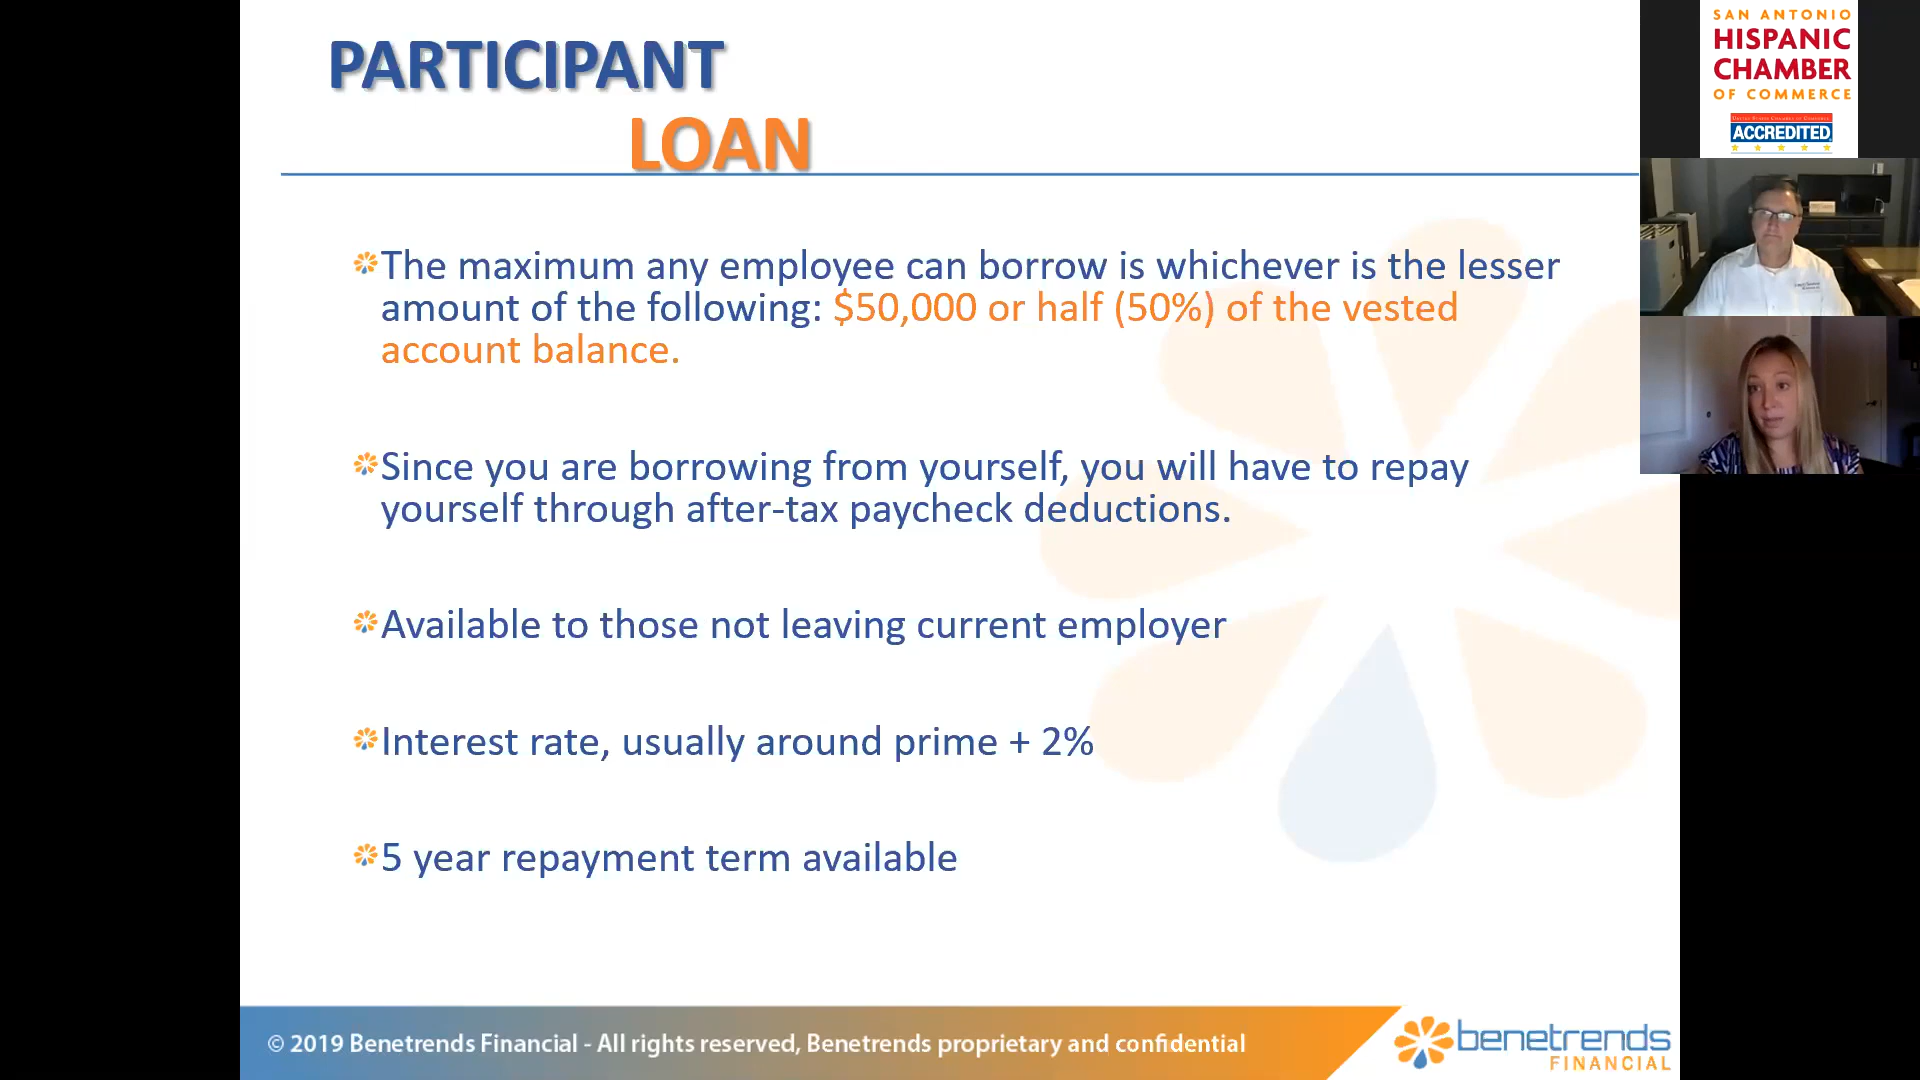 PARTICIPANT
LOAN
The maximum any employee can borrow is whichever is the lesser
amount of the following: $50,000 or half (50%) of the vested
account balance.
Since you are borrowing from yourself, you will have to repay
yourself through after-tax paycheck deductions.
Available to those not leaving current employer
Interest rate, usually around prime + 2%
5 year repayment term available
© 2019 Benetrends Financial - All rights reserved, Benetrends proprietary and confidential
benetrends
FINANCIAL
SAN ANTONIO
HISPANIC
CHAMBER
OF COMMERCE
ACCREDITED